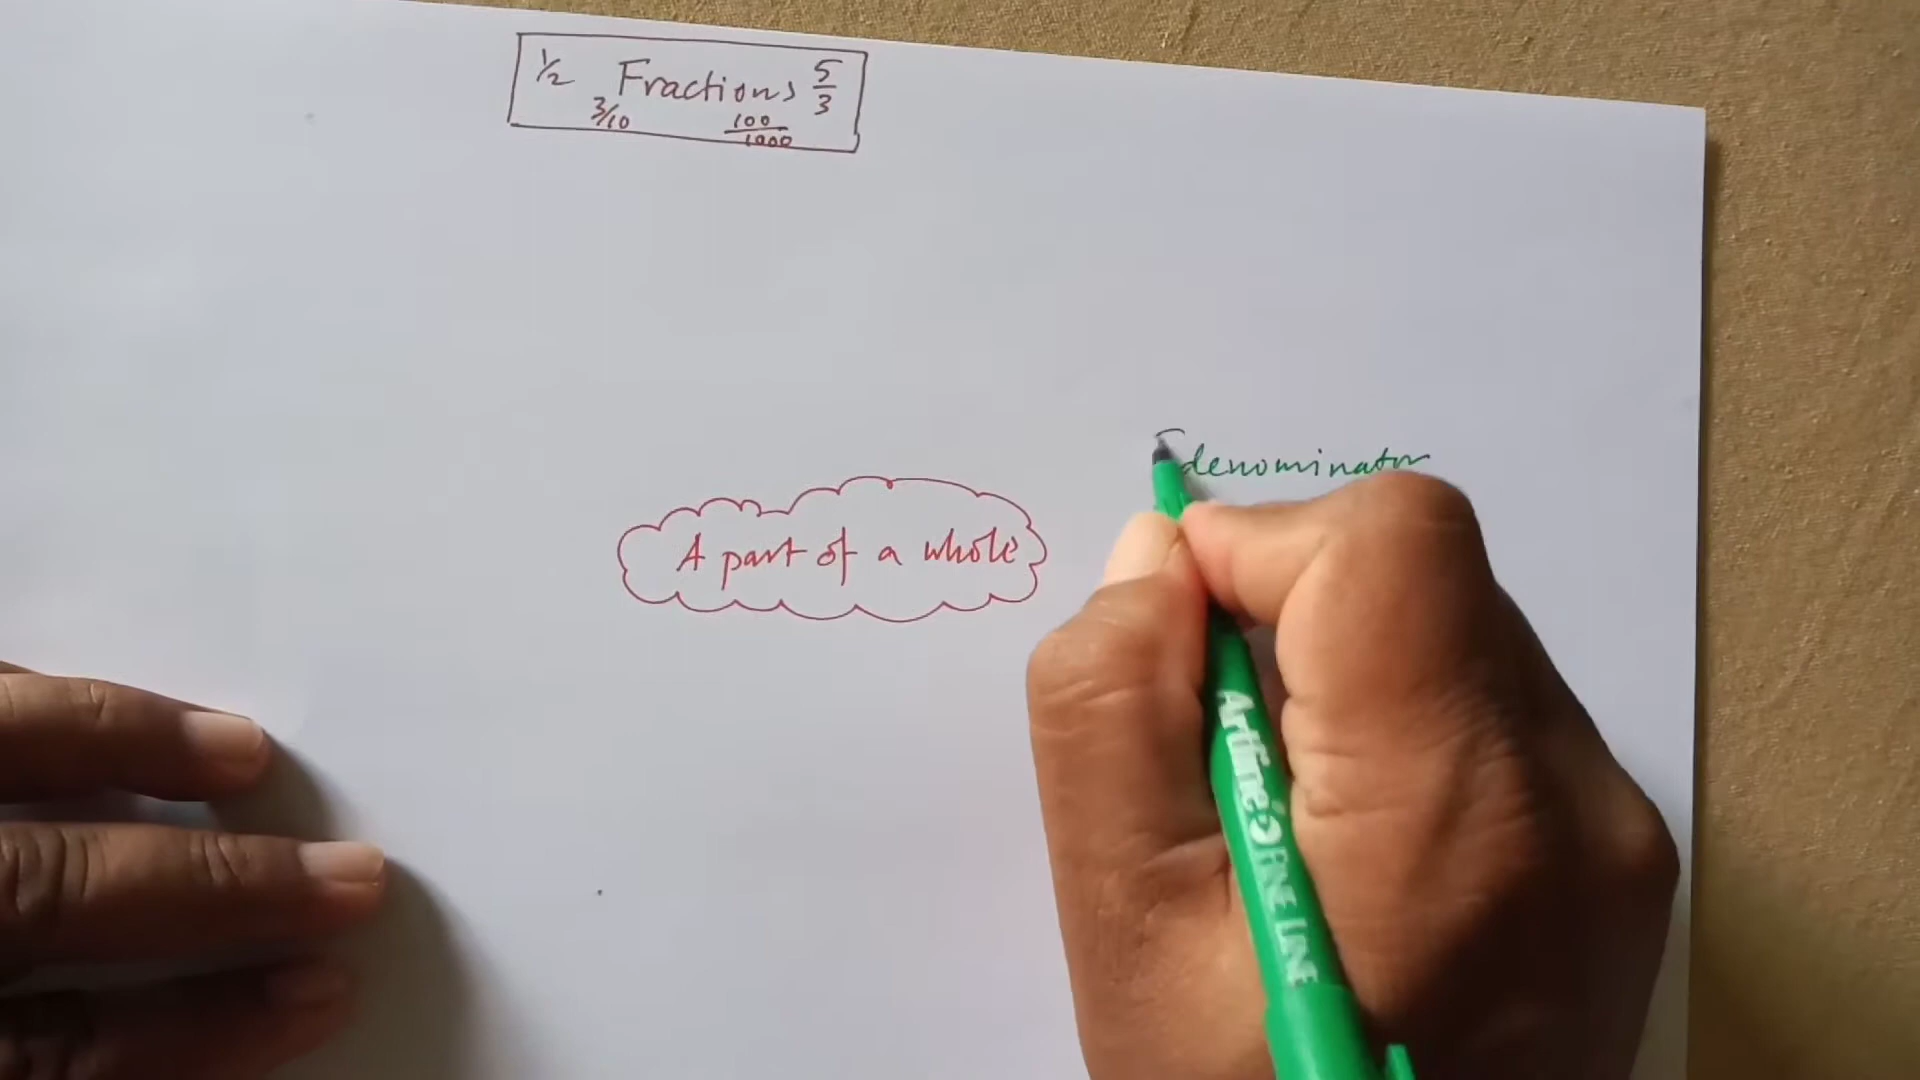 1/2 Fractions 5/3
3/10 100/1000
denominator
A part of a whole
Artline FINE LINE